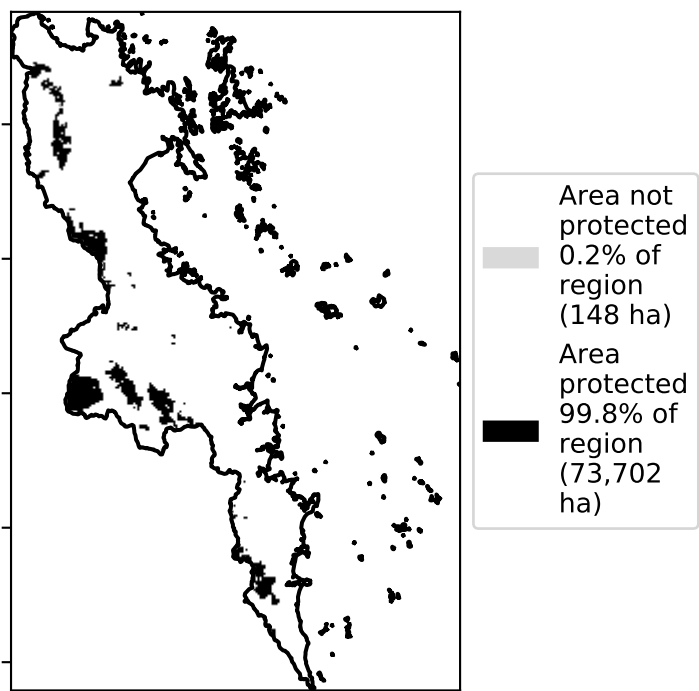 Area not
protected
0.2% of
region
(148 ha)
Area
protected
99.8% of
region
(73,702
ha)